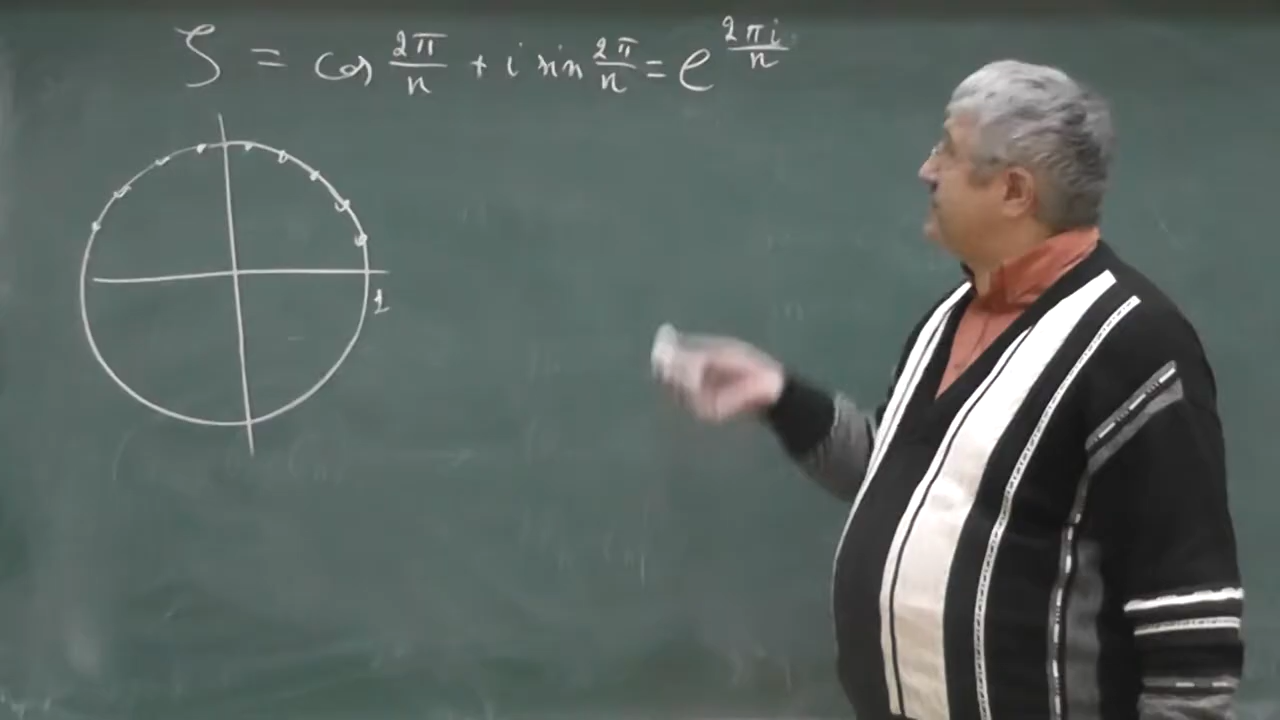 ζ = cos 2π/n + i sin 2π/n = e^(2πi/n)
1